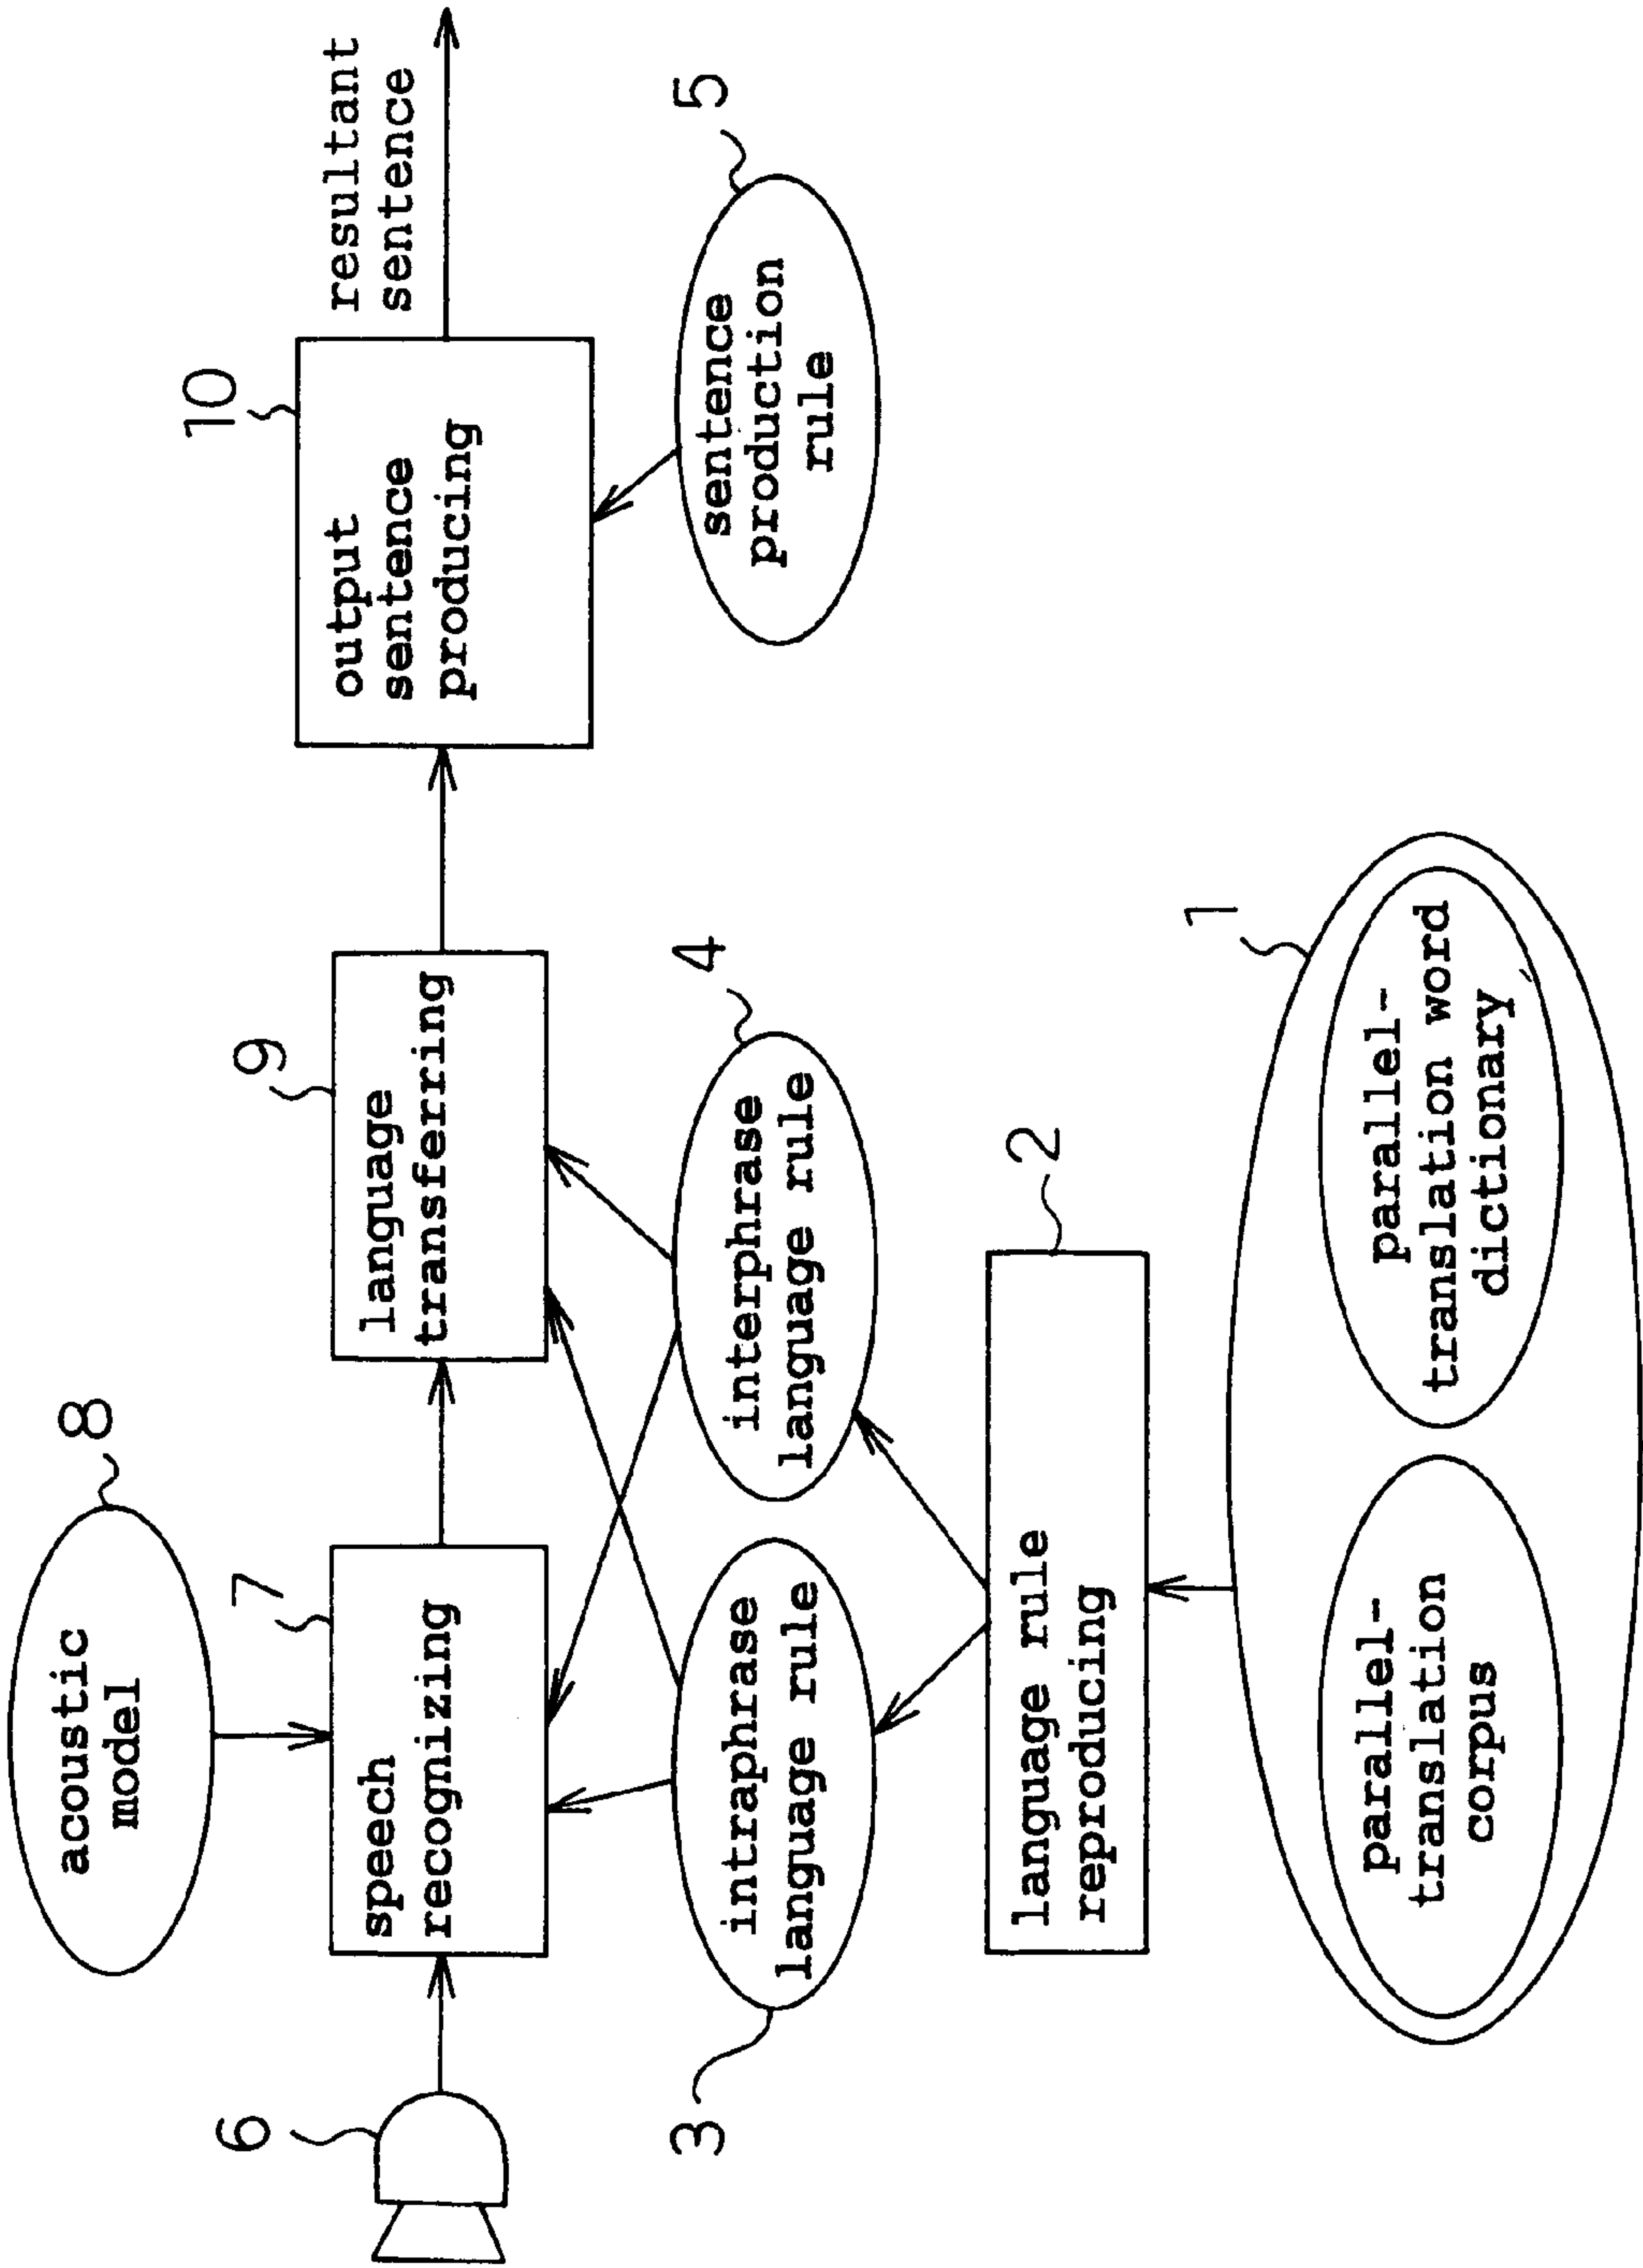 8
acoustic
model
6
7
speech
recognizing
9
language
transferring
10
output
sentence
producing
resultant
sentence
3
intraphrase
language rule
4
interphrase
language rule
5
sentence
production
rule
2
language rule
reproducing
1
parallel-
translation
corpus
parallel-
translation word
dictionary